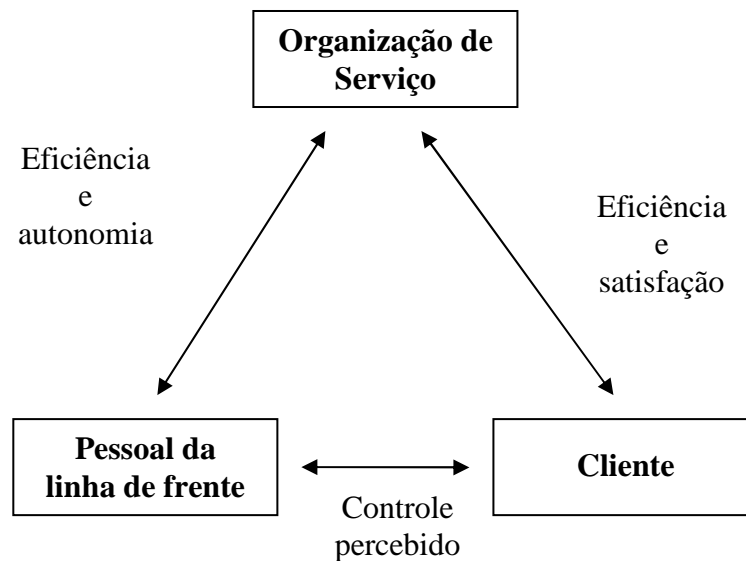 Organização de
Serviço
Eficiência
e
autonomia
Eficiência
e
satisfação
Pessoal da
linha de frente
Cliente
Controle
percebido